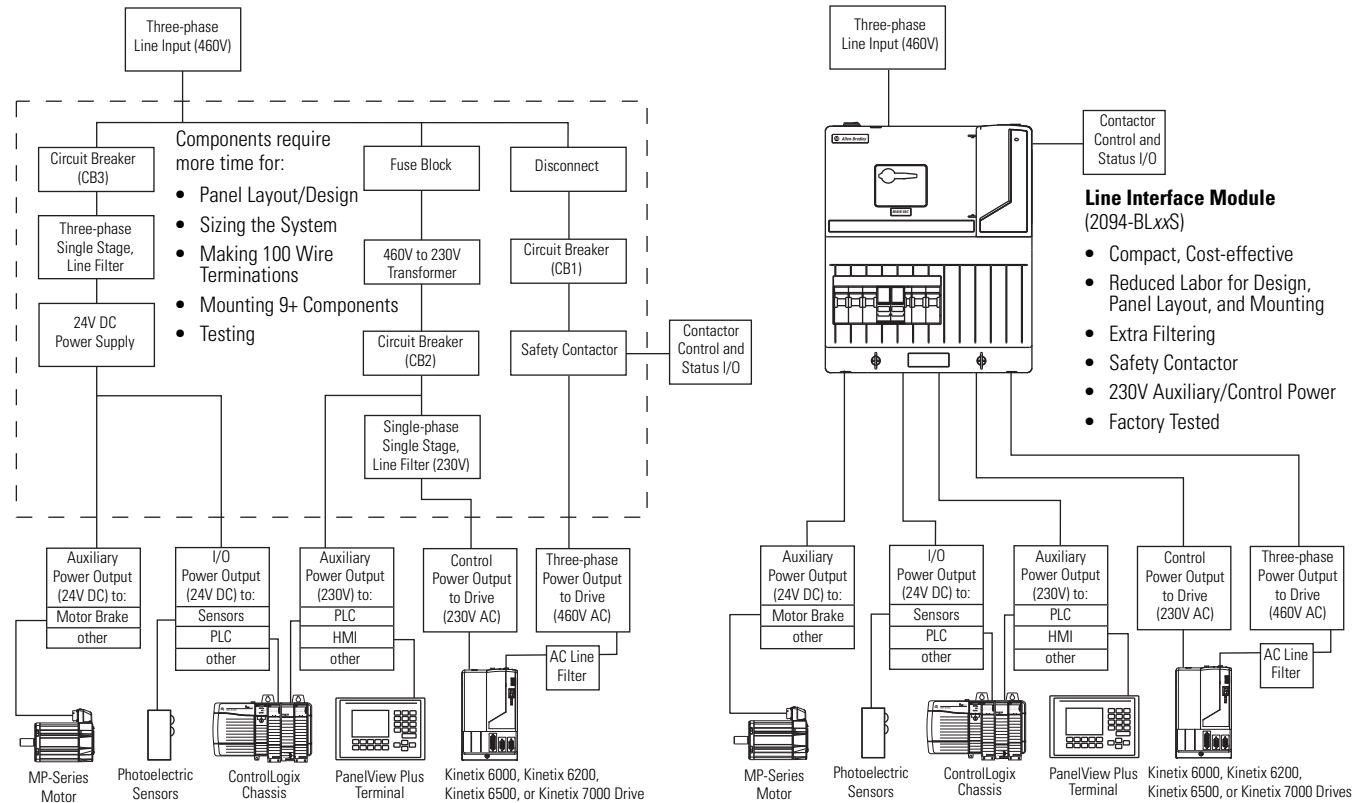 Three-phase
Line Input (460V)
Circuit Breaker
(CB3)
Three-phase
Single Stage,
Line Filter
24V DC
Power Supply
Components require
more time for:
• Panel Layout/Design
• Sizing the System
• Making 100 Wire
Terminations
• Mounting 9+ Components
• Testing
Fuse Block
460V to 230V
Transformer
Circuit Breaker
(CB2)
Single-phase
Single Stage,
Line Filter (230V)
Disconnect
Circuit Breaker
(CB1)
Safety Contactor
Contactor
Control and
Status I/O
Auxiliary
Power Output
(24V DC) to:
Motor Brake
other
I/O
Power Output
(24V DC) to:
Sensors
PLC
other
Auxiliary
Power Output
(230V) to:
PLC
HMI
other
Control
Power Output
to Drive
(230V AC)
Three-phase
Power Output
to Drive
(460V AC)
AC Line
Filter
MP-Series
Motor
Photoelectric
Sensors
ControlLogix
Chassis
PanelView Plus
Terminal
Kinetix 6000, Kinetix 6200,
Kinetix 6500, or Kinetix 7000 Drive
Three-phase
Line Input (460V)
Allen-Bradley
Contactor
Control and
Status I/O
Line Interface Module
(2094-BLxxS)
• Compact, Cost-effective
• Reduced Labor for Design,
Panel Layout, and Mounting
• Extra Filtering
• Safety Contactor
• 230V Auxiliary/Control Power
• Factory Tested
Auxiliary
Power Output
(24V DC) to:
Motor Brake
other
I/O
Power Output
(24V DC) to:
Sensors
PLC
other
Auxiliary
Power Output
(230V) to:
PLC
HMI
other
Control
Power Output
to Drive
(230V AC)
Three-phase
Power Output
to Drive
(460V AC)
AC Line
Filter
MP-Series
Motor
Photoelectric
Sensors
ControlLogix
Chassis
PanelView Plus
Terminal
Kinetix 6000, Kinetix 6200,
Kinetix 6500, or Kinetix 7000 Drives